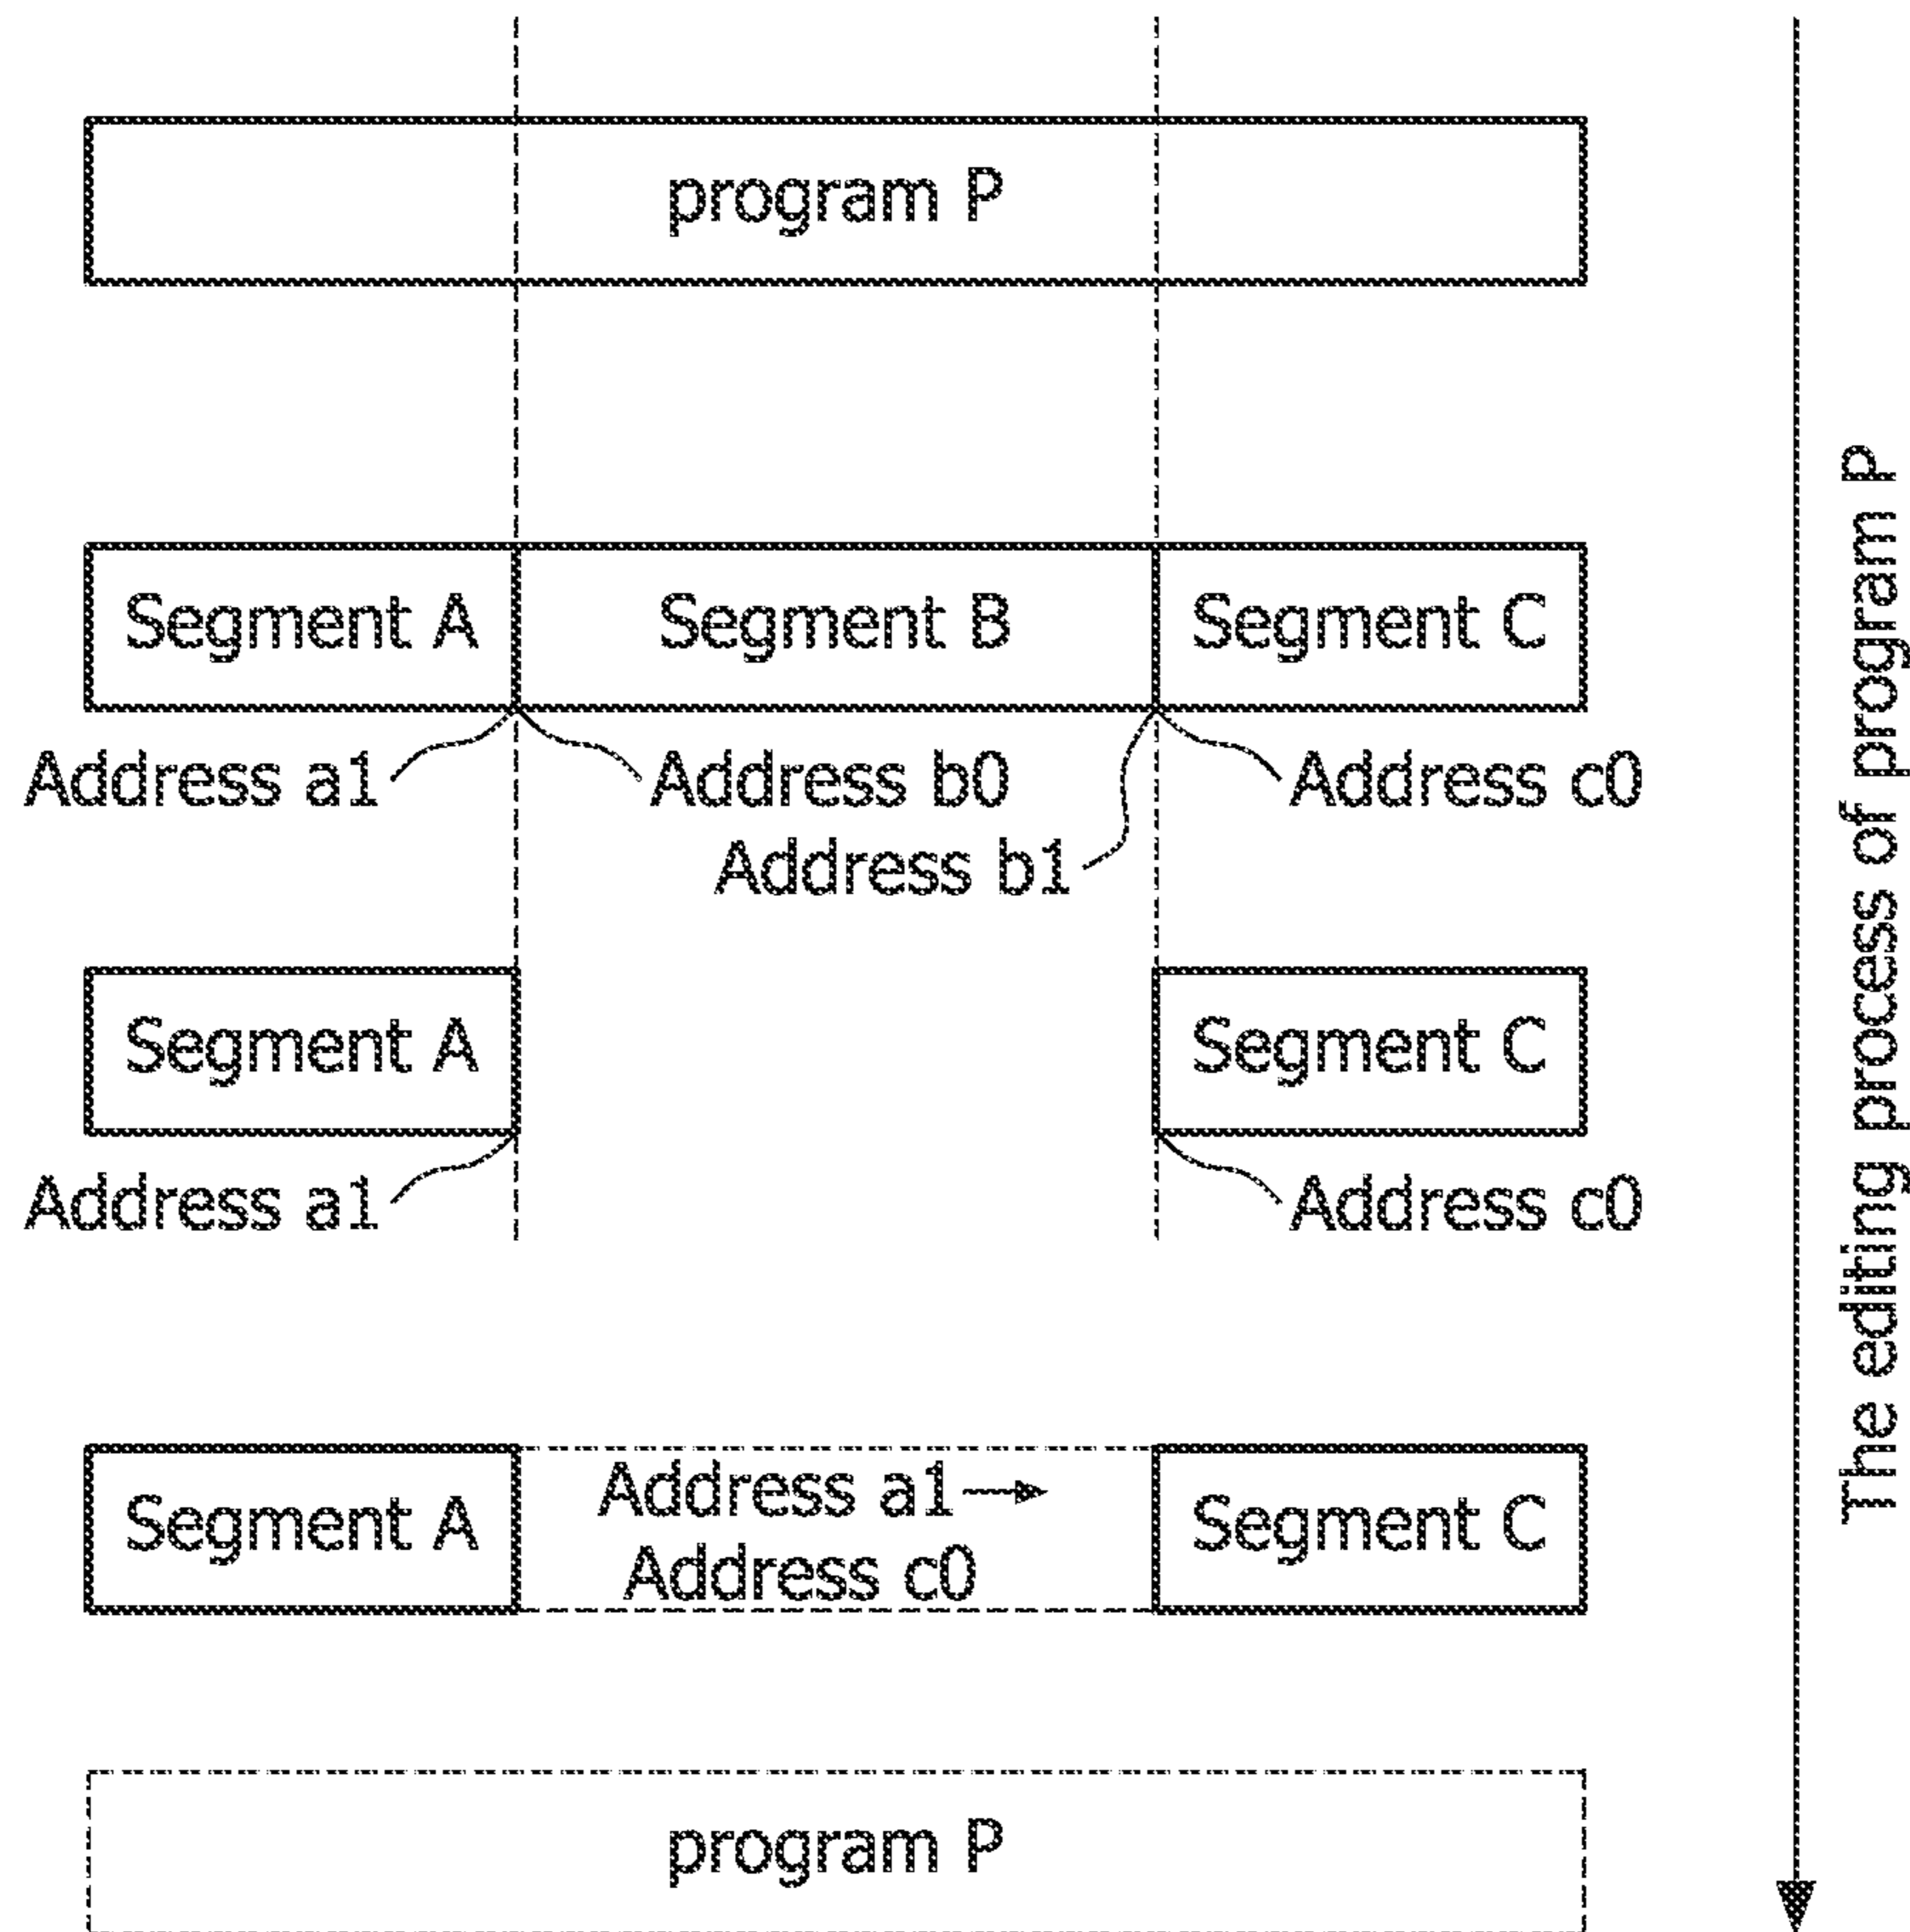 program P
Segment A
Segment B
Segment C
Address a1
Address b0
Address c0
Address b1
Segment A
Segment C
Address a1
Address c0
Segment A
Address a1→
Address c0
Segment C
program P
The editing process of program P